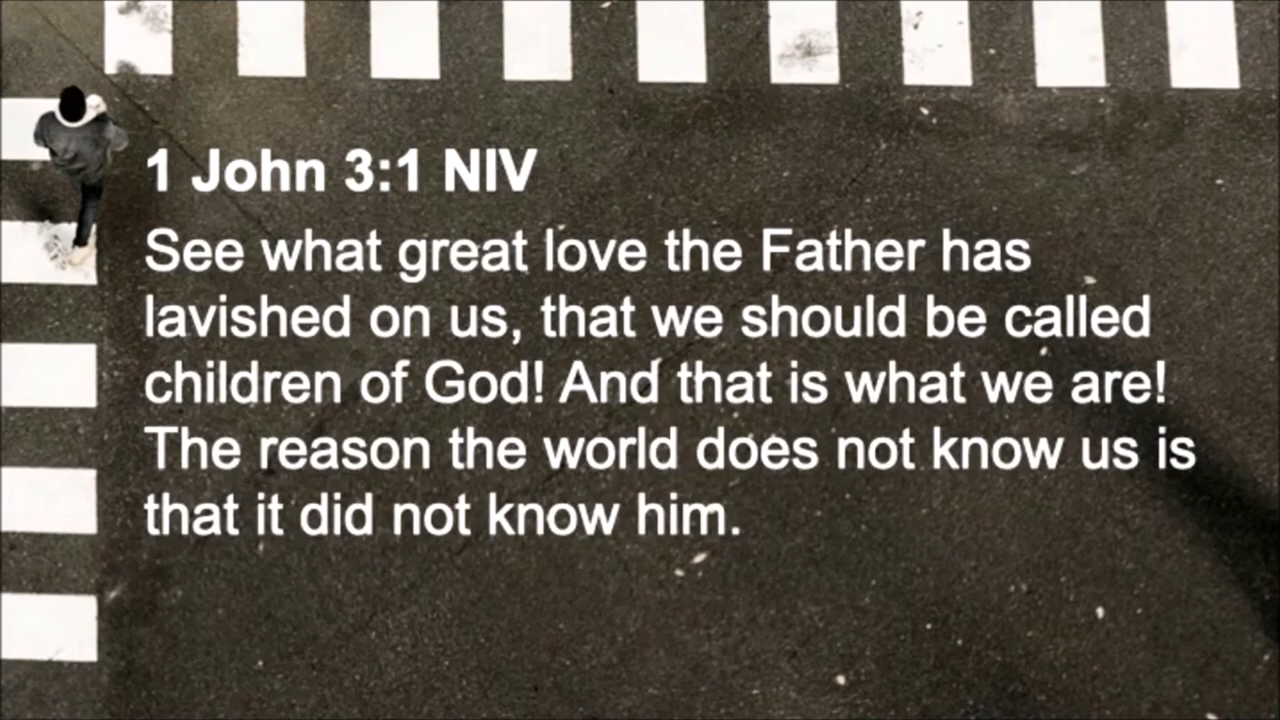 1 John 3:1 NIV
See what great love the Father has
lavished on us, that we should be called
children of God! And that is what we are!
The reason the world does not know us is
that it did not know him.